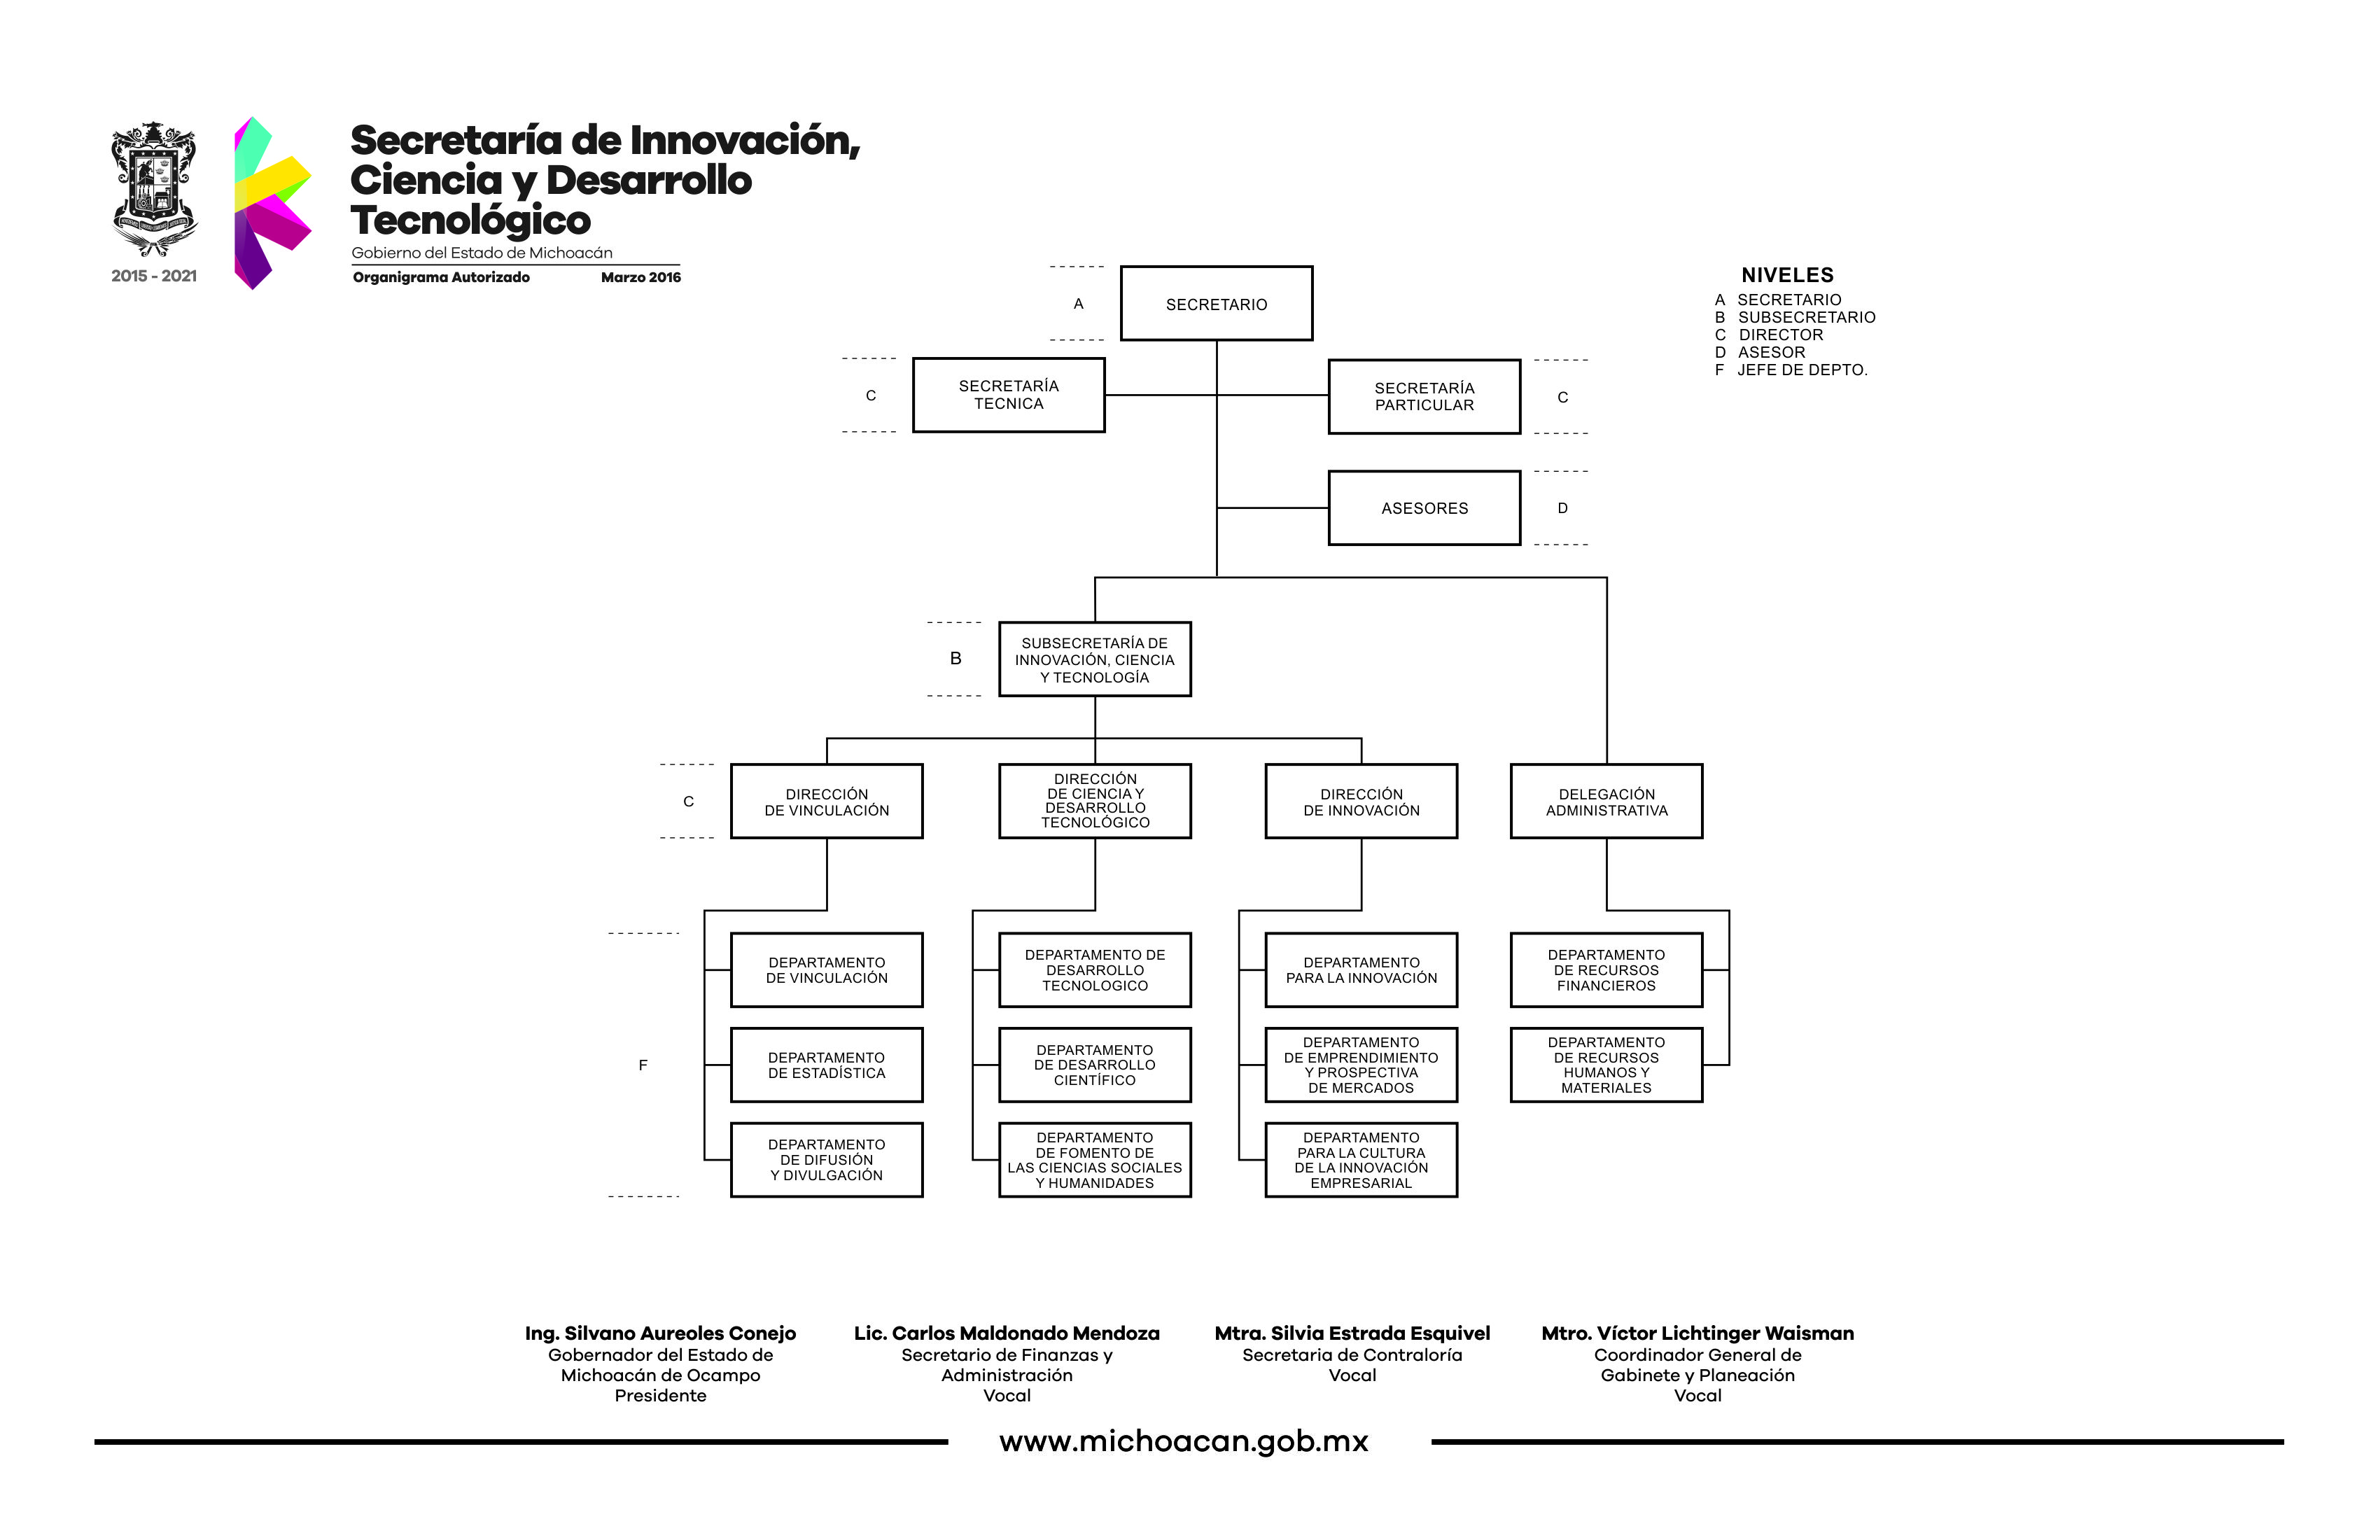 Secretaría de Innovación,
Ciencia y Desarrollo
Tecnológico
Gobierno del Estado de Michoacán
Organigrama Autorizado Marzo 2016
2015 - 2021
NIVELES
A SECRETARIO
B SUBSECRETARIO
C DIRECTOR
D ASESOR
F JEFE DE DEPTO.
A
SECRETARIO
C
SECRETARÍA
TECNICA
SECRETARÍA
PARTICULAR
C
ASESORES
D
B
SUBSECRETARÍA DE
INNOVACIÓN, CIENCIA
Y TECNOLOGÍA
C
DIRECCIÓN
DE VINCULACIÓN
DIRECCIÓN
DE CIENCIA Y
DESARROLLO
TECNOLÓGICO
DIRECCIÓN
DE INNOVACIÓN
DELEGACIÓN
ADMINISTRATIVA
F
DEPARTAMENTO
DE VINCULACIÓN
DEPARTAMENTO
DE ESTADÍSTICA
DEPARTAMENTO
DE DIFUSIÓN
Y DIVULGACIÓN
DEPARTAMENTO DE
DESARROLLO
TECNOLOGICO
DEPARTAMENTO
DE DESARROLLO
CIENTÍFICO
DEPARTAMENTO
DE FOMENTO DE
LAS CIENCIAS SOCIALES
Y HUMANIDADES
DEPARTAMENTO
PARA LA INNOVACIÓN
DEPARTAMENTO
DE EMPRENDIMIENTO
Y PROSPECTIVA
DE MERCADOS
DEPARTAMENTO
PARA LA CULTURA
DE LA INNOVACIÓN
EMPRESARIAL
DEPARTAMENTO
DE RECURSOS
FINANCIEROS
DEPARTAMENTO
DE RECURSOS
HUMANOS Y
MATERIALES
Ing. Silvano Aureoles Conejo
Gobernador del Estado de
Michoacán de Ocampo
Presidente
Lic. Carlos Maldonado Mendoza
Secretario de Finanzas y
Administración
Vocal
Mtra. Silvia Estrada Esquivel
Secretaria de Contraloría
Vocal
Mtro. Víctor Lichtinger Waisman
Coordinador General de
Gabinete y Planeación
Vocal
www.michoacan.gob.mx